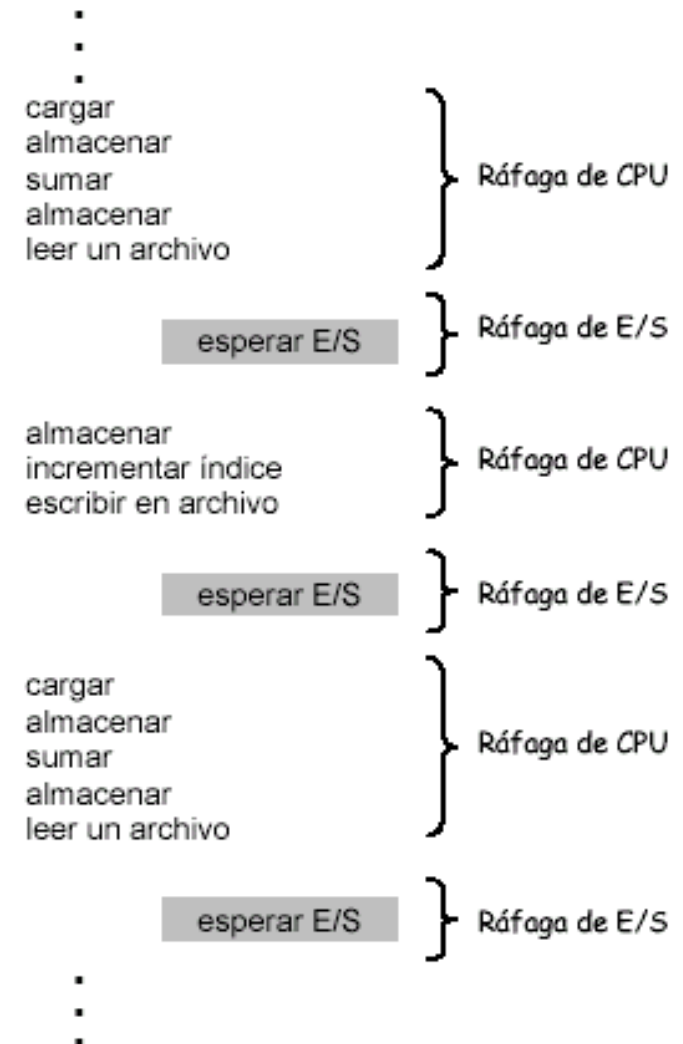 cargar
almacenar
sumar
almacenar
leer un archivo
Ráfaga de CPU
esperar E/S
Ráfaga de E/S
almacenar
incrementar índice
escribir en archivo
Ráfaga de CPU
esperar E/S
Ráfaga de E/S
cargar
almacenar
sumar
almacenar
leer un archivo
Ráfaga de CPU
esperar E/S
Ráfaga de E/S